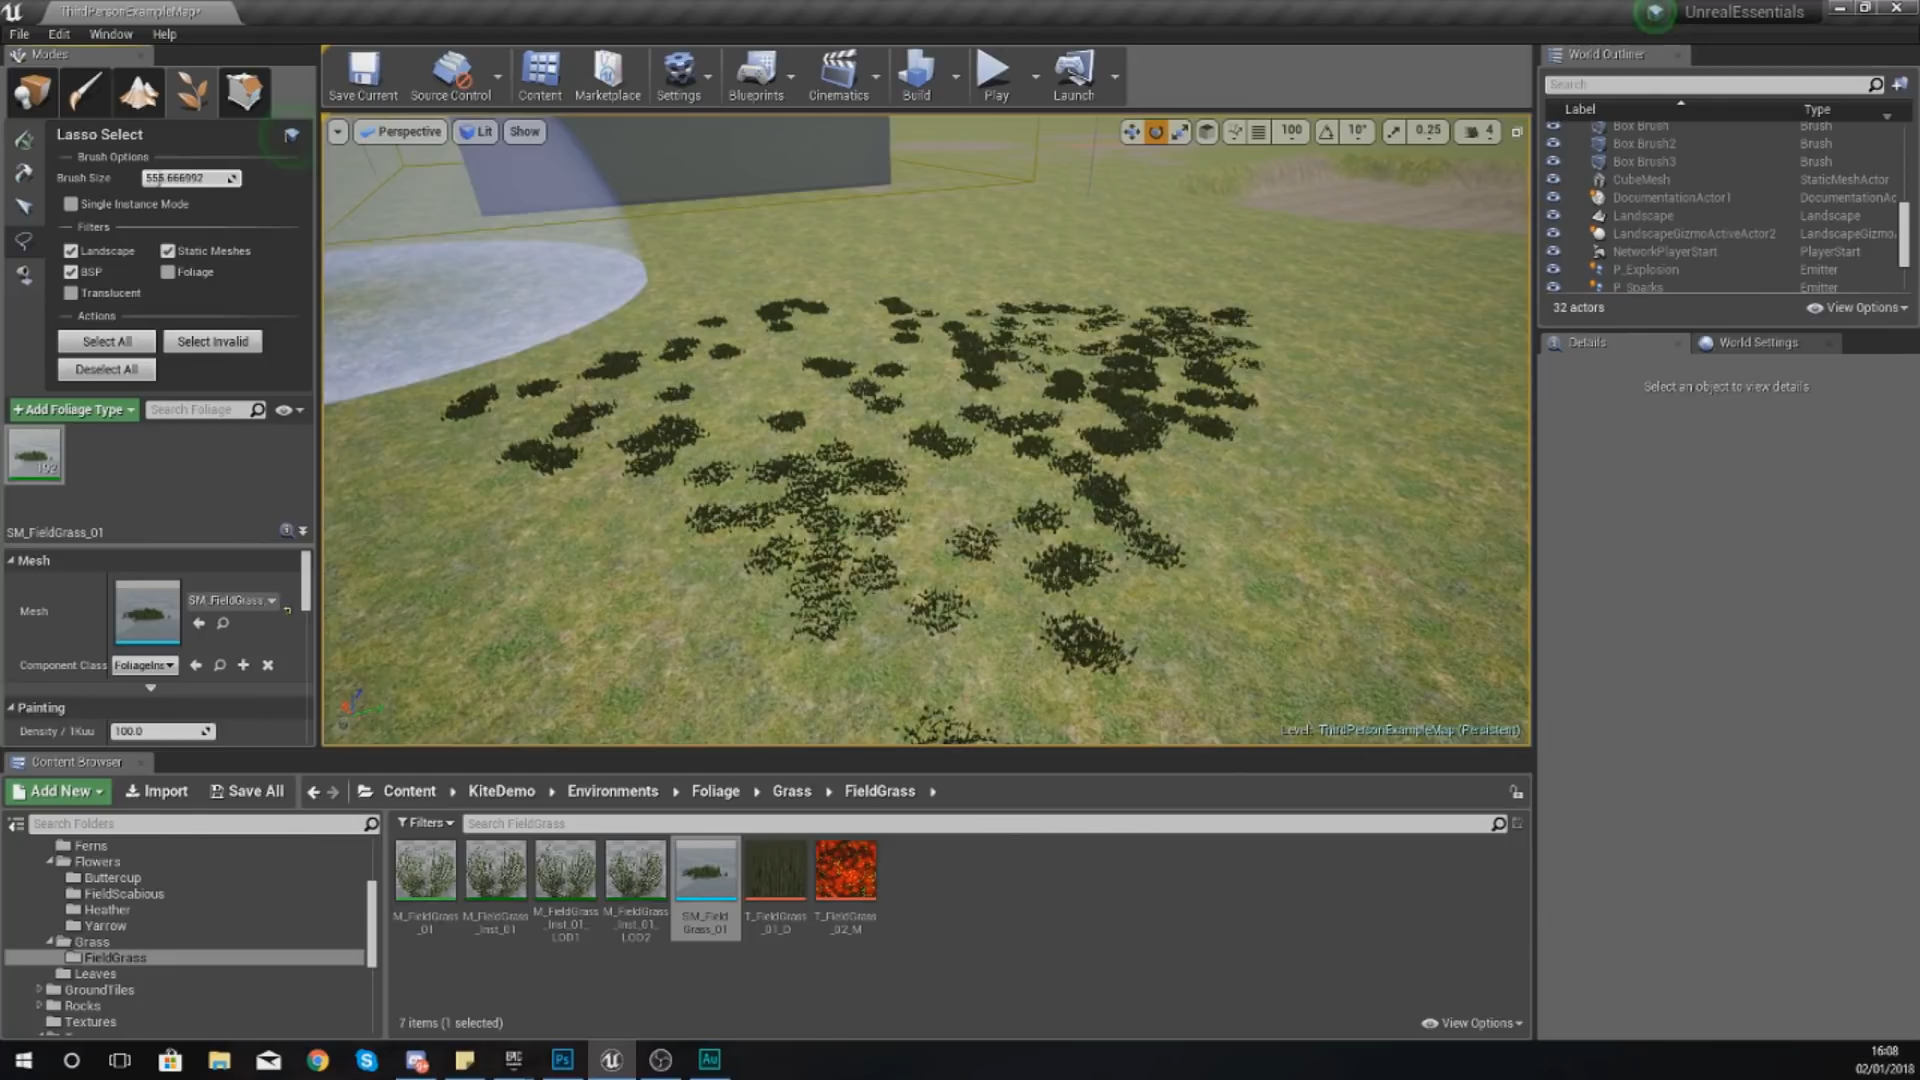 ThirdPersonExampleMap*
UnrealEssentials
File Edit Window Help
Modes
Save Current Source Control Content Marketplace Settings Blueprints Cinematics Build Play Launch
World Outliner
Search
Label Type
Box Brush Brush
Box Brush2 Brush
Box Brush3 Brush
CubeMesh StaticMeshActor
DocumentationActor1 DocumentationAc
Landscape Landscape
LandscapeGizmoActiveActor2 LandscapeGizmo
NetworkPlayerStart PlayerStart
P_Explosion Emitter
P_Sparks Emitter
32 actors View Options
Details World Settings
Select an object to view details
Lasso Select
Brush Options
Brush Size 555.666992
Single Instance Mode
Filters
Landscape Static Meshes
BSP Foliage
Translucent
Actions
Select All Select Invalid
Deselect All
+Add Foliage Type Search Foliage
192
SM_FieldGrass_01
Mesh
Mesh SM_FieldGrass
Component Class FoliageIns
Painting
Density / 1Kuu 100.0
Perspective Lit Show
100 10° 0.25 4
Level: ThirdPersonExampleMap (Persistent)
Content Browser
Add New Import Save All Content KiteDemo Environments Foliage Grass FieldGrass
Search Folders
Filters Search FieldGrass
Ferns
Flowers
Buttercup
FieldScabious
Heather
Yarrow
Grass
FieldGrass
Leaves
GroundTiles
Rocks
Textures
M_FieldGrass_01
M_FieldGrass_Inst_01
M_FieldGrass_Inst_01_LOD1
M_FieldGrass_Inst_01_LOD2
SM_FieldGrass_01
T_FieldGrass_01_D
T_FieldGrass_02_M
7 items (1 selected) View Options
EPIC Ps Au
16:08
02/01/2018